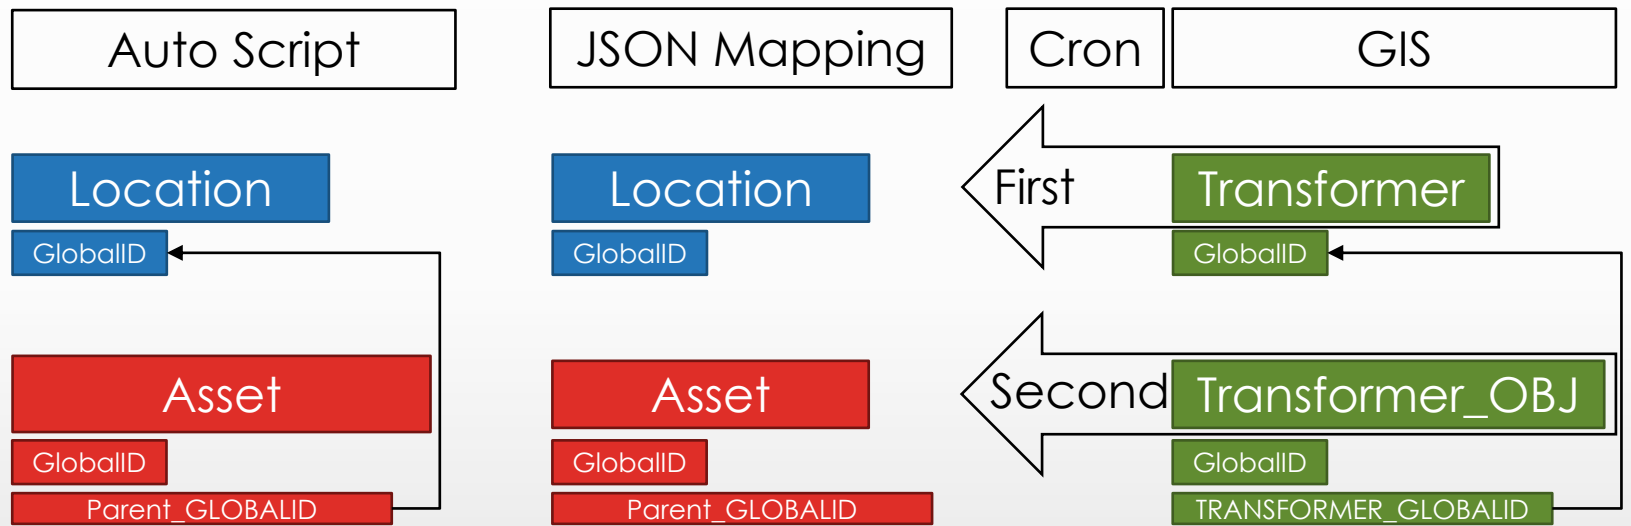 Auto Script
JSON Mapping
Cron
GIS
Location
Location
First
Transformer
GlobalID
GlobalID
GlobalID
Asset
Asset
Second
Transformer_OBJ
GlobalID
GlobalID
GlobalID
Parent_GLOBALID
Parent_GLOBALID
TRANSFORMER_GLOBALID